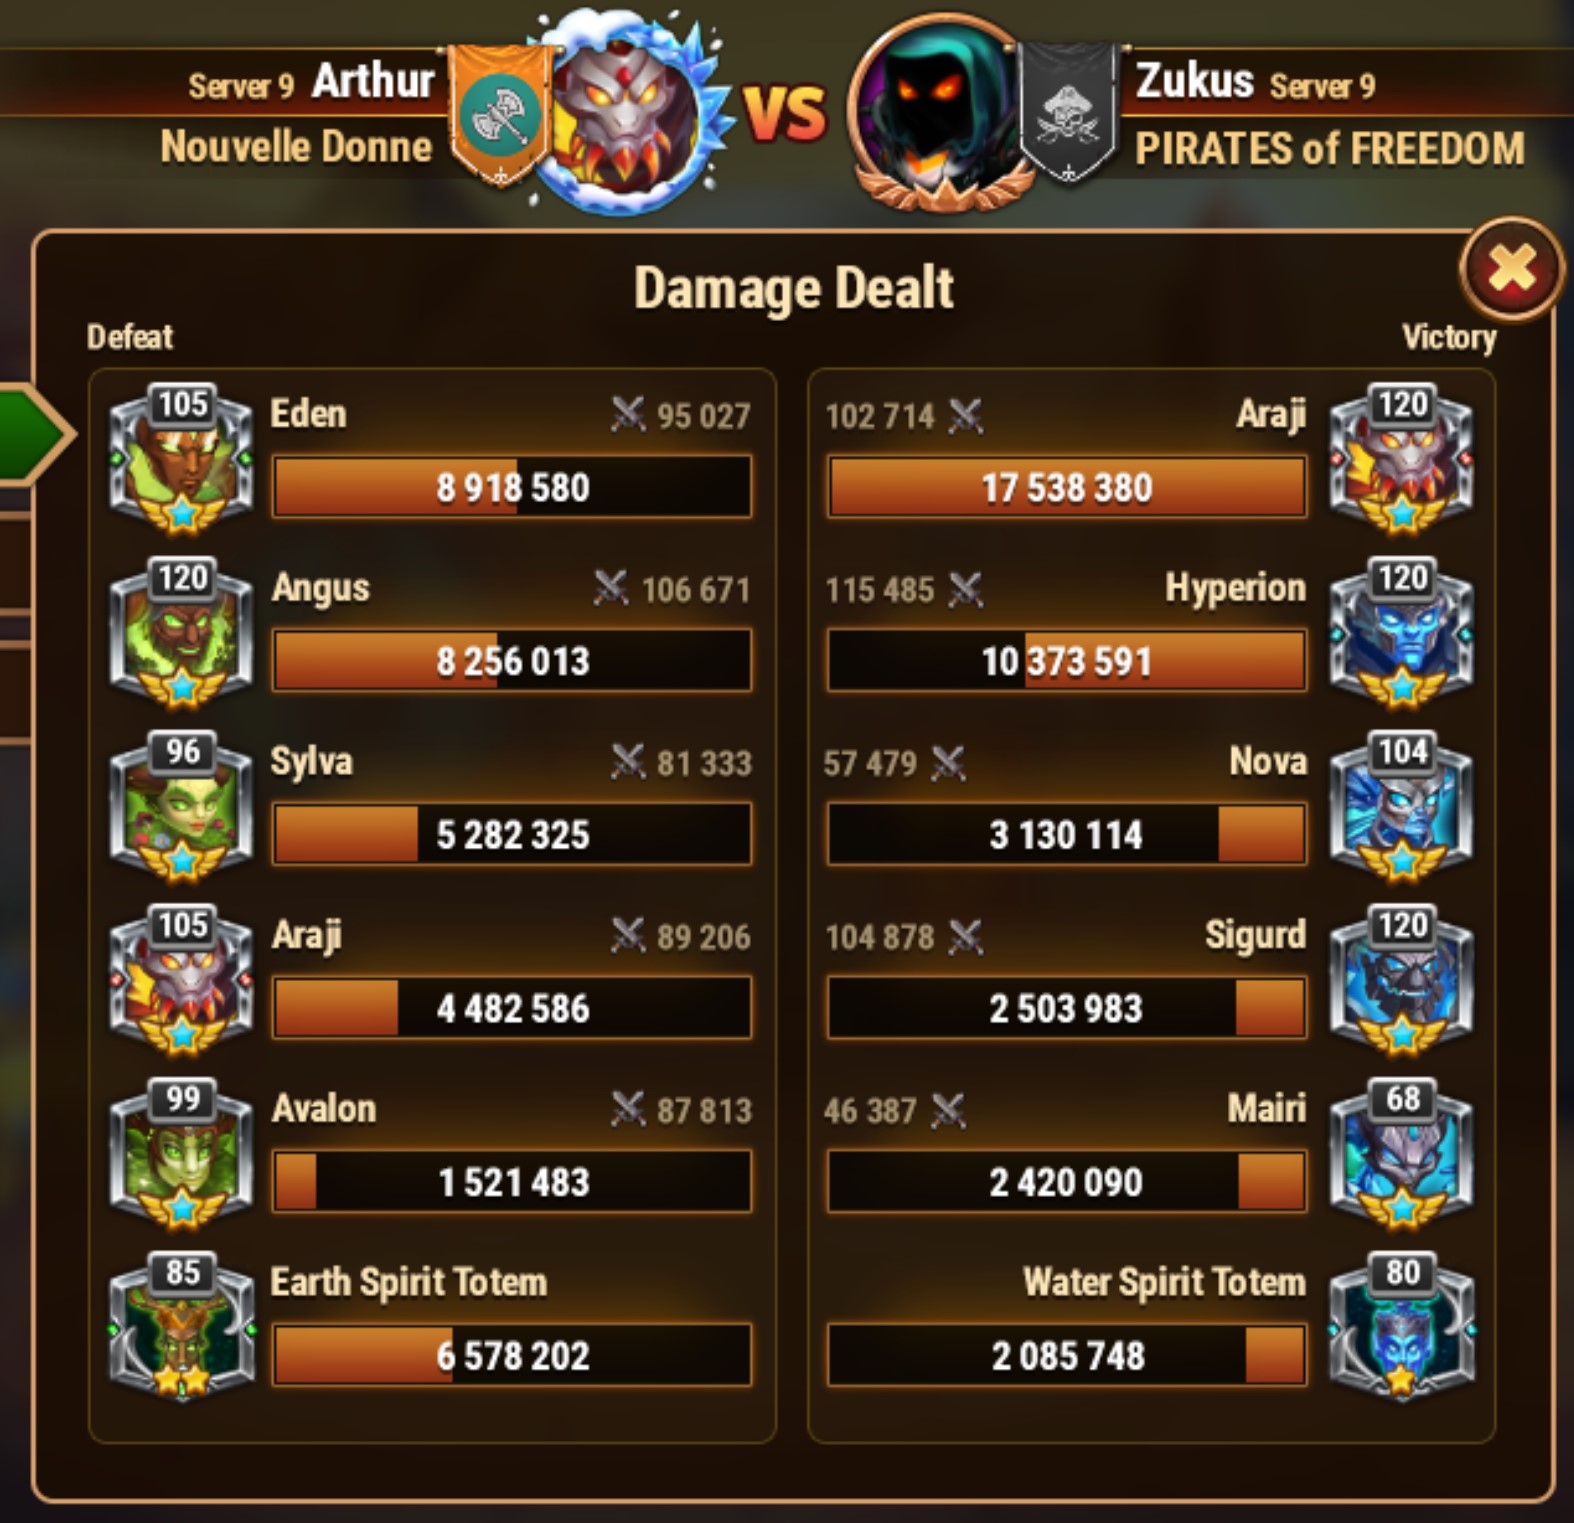 Server 9 Arthur
Nouvelle Donne
VS
Zukus Server 9
PIRATES of FREEDOM
Damage Dealt
Defeat
Victory
105 Eden 95 027
8 918 580
120 Angus 106 671
8 256 013
96 Sylva 81 333
5 282 325
105 Araji 89 206
4 482 586
99 Avalon 87 813
1 521 483
85 Earth Spirit Totem
6 578 202
102 714 Araji 120
17 538 380
115 485 Hyperion 120
10 373 591
57 479 Nova 104
3 130 114
104 878 Sigurd 120
2 503 983
46 387 Mairi 68
2 420 090
Water Spirit Totem 80
2 085 748